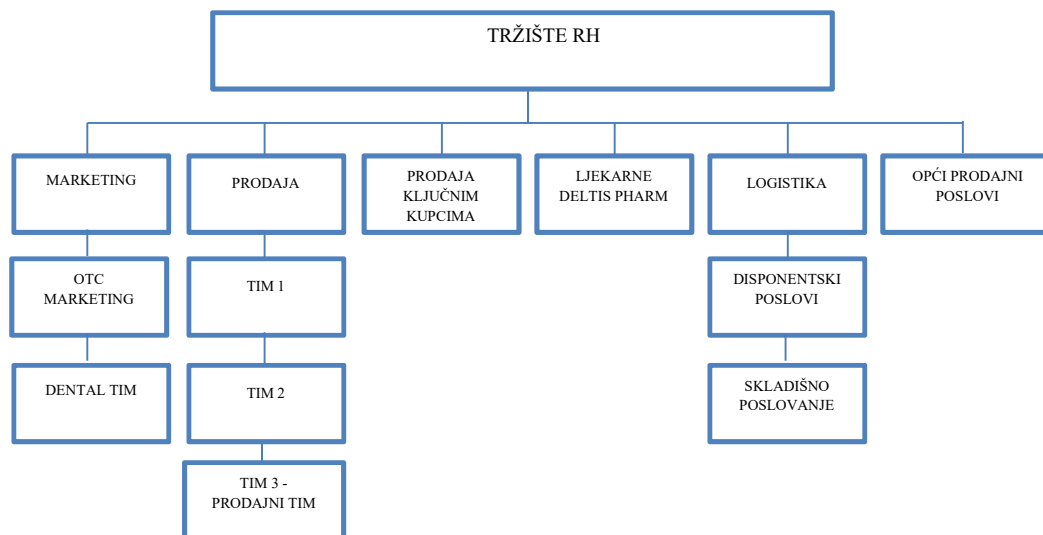 TRŽIŠTE RH
MARKETING
PRODAJA
PRODAJA
KLJUČNIM
KUPCIMA
LJEKARNE
DELTIS PHARM
LOGISTIKA
OPĆI PRODAJNI
POSLOVI
OTC
MARKETING
TIM 1
DISPONENTSKI
POSLOVI
DENTAL TIM
TIM 2
SKLADIŠNO
POSLOVANJE
TIM 3 -
PRODAJNI TIM